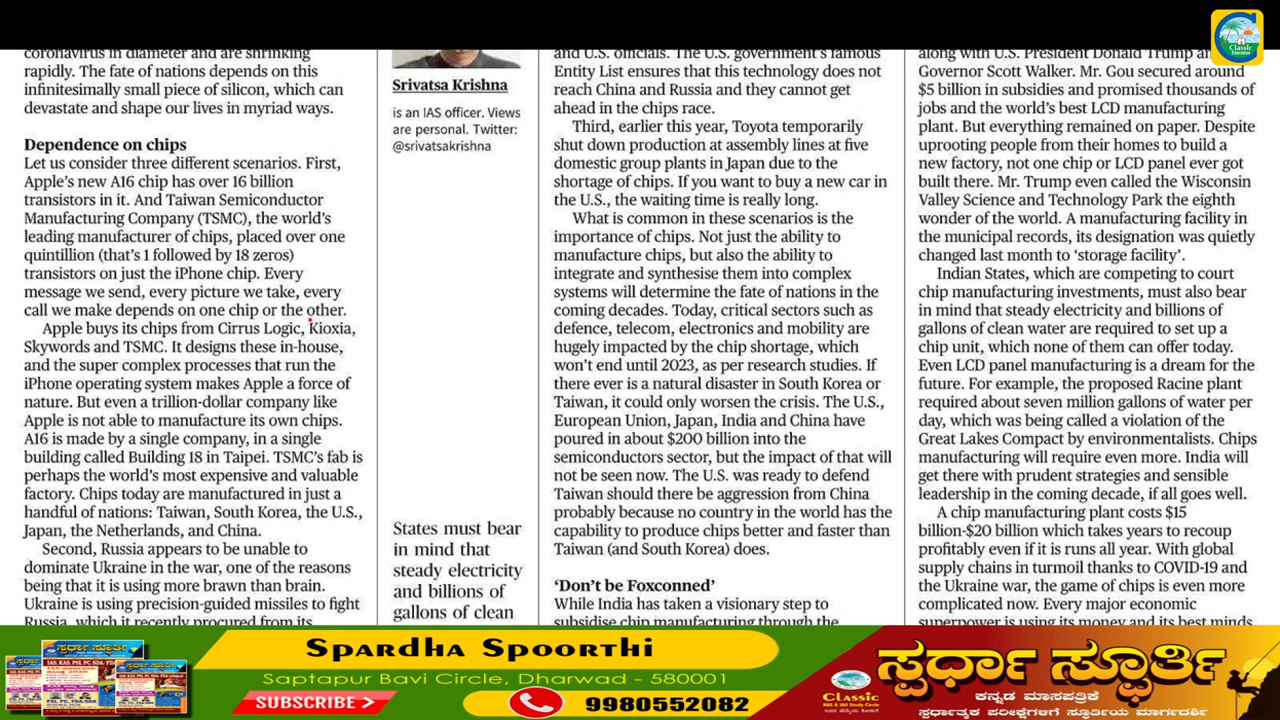 coronavirus in diameter and are shrinking
rapidly. The fate of nations depends on this
infinitesimally small piece of silicon, which can
devastate and shape our lives in myriad ways.
Dependence on chips
Let us consider three different scenarios. First,
Apple's new A16 chip has over 16 billion
transistors in it. And Taiwan Semiconductor
Manufacturing Company (TSMC), the world's
leading manufacturer of chips, placed over one
quintillion (that's 1 followed by 18 zeros)
transistors on just the iPhone chip. Every
message we send, every picture we take, every
call we make depends on one chip or the other.
Apple buys its chips from Cirrus Logic, Kioxia,
Skywords and TSMC. It designs these in-house,
and the super complex processes that run the
iPhone operating system makes Apple a force of
nature. But even a trillion-dollar company like
Apple is not able to manufacture its own chips.
A16 is made by a single company, in a single
building called Building 18 in Taipei. TSMC's fab is
perhaps the world's most expensive and valuable
factory. Chips today are manufactured in just a
handful of nations: Taiwan, South Korea, the U.S.,
Japan, the Netherlands, and China.
Second, Russia appears to be unable to
dominate Ukraine in the war, one of the reasons
being that it is using more brawn than brain.
Ukraine is using precision-guided missiles to fight
Russia, which it recently procured from its
Srivatsa Krishna
is an IAS officer. Views
are personal. Twitter:
@srivatsakrishna
States must bear
in mind that
steady electricity
and billions of
gallons of clean
and U.S. officials. The U.S. government's famous
Entity List ensures that this technology does not
reach China and Russia and they cannot get
ahead in the chips race.
Third, earlier this year, Toyota temporarily
shut down production at assembly lines at five
domestic group plants in Japan due to the
shortage of chips. If you want to buy a new car in
the U.S., the waiting time is really long.
What is common in these scenarios is the
importance of chips. Not just the ability to
manufacture chips, but also the ability to
integrate and synthesise them into complex
systems will determine the fate of nations in the
coming decades. Today, critical sectors such as
defence, telecom, electronics and mobility are
hugely impacted by the chip shortage, which
won't end until 2023, as per research studies. If
there ever is a natural disaster in South Korea or
Taiwan, it could only worsen the crisis. The U.S.,
European Union, Japan, India and China have
poured in about $200 billion into the
semiconductors sector, but the impact of that will
not be seen now. The U.S. was ready to defend
Taiwan should there be aggression from China
probably because no country in the world has the
capability to produce chips better and faster than
Taiwan (and South Korea) does.
'Don't be Foxconned'
While India has taken a visionary step to
subsidise chip manufacturing through the
along with U.S. President Donald Trump
Governor Scott Walker. Mr. Gou secured around
$5 billion in subsidies and promised thousands of
jobs and the world's best LCD manufacturing
plant. But everything remained on paper. Despite
uprooting people from their homes to build a
new factory, not one chip or LCD panel ever got
built there. Mr. Trump even called the Wisconsin
Valley Science and Technology Park the eighth
wonder of the world. A manufacturing facility in
the municipal records, its designation was quietly
changed last month to 'storage facility'.
Indian States, which are competing to court
chip manufacturing investments, must also bear
in mind that steady electricity and billions of
gallons of clean water are required to set up a
chip unit, which none of them can offer today.
Even LCD panel manufacturing is a dream for the
future. For example, the proposed Racine plant
required about seven million gallons of water per
day, which was being called a violation of the
Great Lakes Compact by environmentalists. Chips
manufacturing will require even more. India will
get there with prudent strategies and sensible
leadership in the coming decade, if all goes well.
A chip manufacturing plant costs $15
billion-$20 billion which takes years to recoup
profitably even if it is runs all year. With global
supply chains in turmoil thanks to COVID-19 and
the Ukraine war, the game of chips is even more
complicated now. Every major economic
superpower is using its money and its best minds
Classic
Education
Spardha Spoorthi
Saptapur Bavi Circle, Dharwad - 580001
SUBSCRIBE
9980552082
Classic
KAS & IAS Study Circle
ಸ್ಪರ್ಧಾ ಸ್ಫೂರ್ತಿ
ಕನ್ನಡ ಮಾಸಪತ್ರಿಕೆ
ಸ್ಪರ್ಧಾತ್ಮಕ ಪರೀಕ್ಷೆಗಳಿಗೆ ಸ್ಫೂರ್ತಿಯ ಮಾರ್ಗದರ್ಶಿ